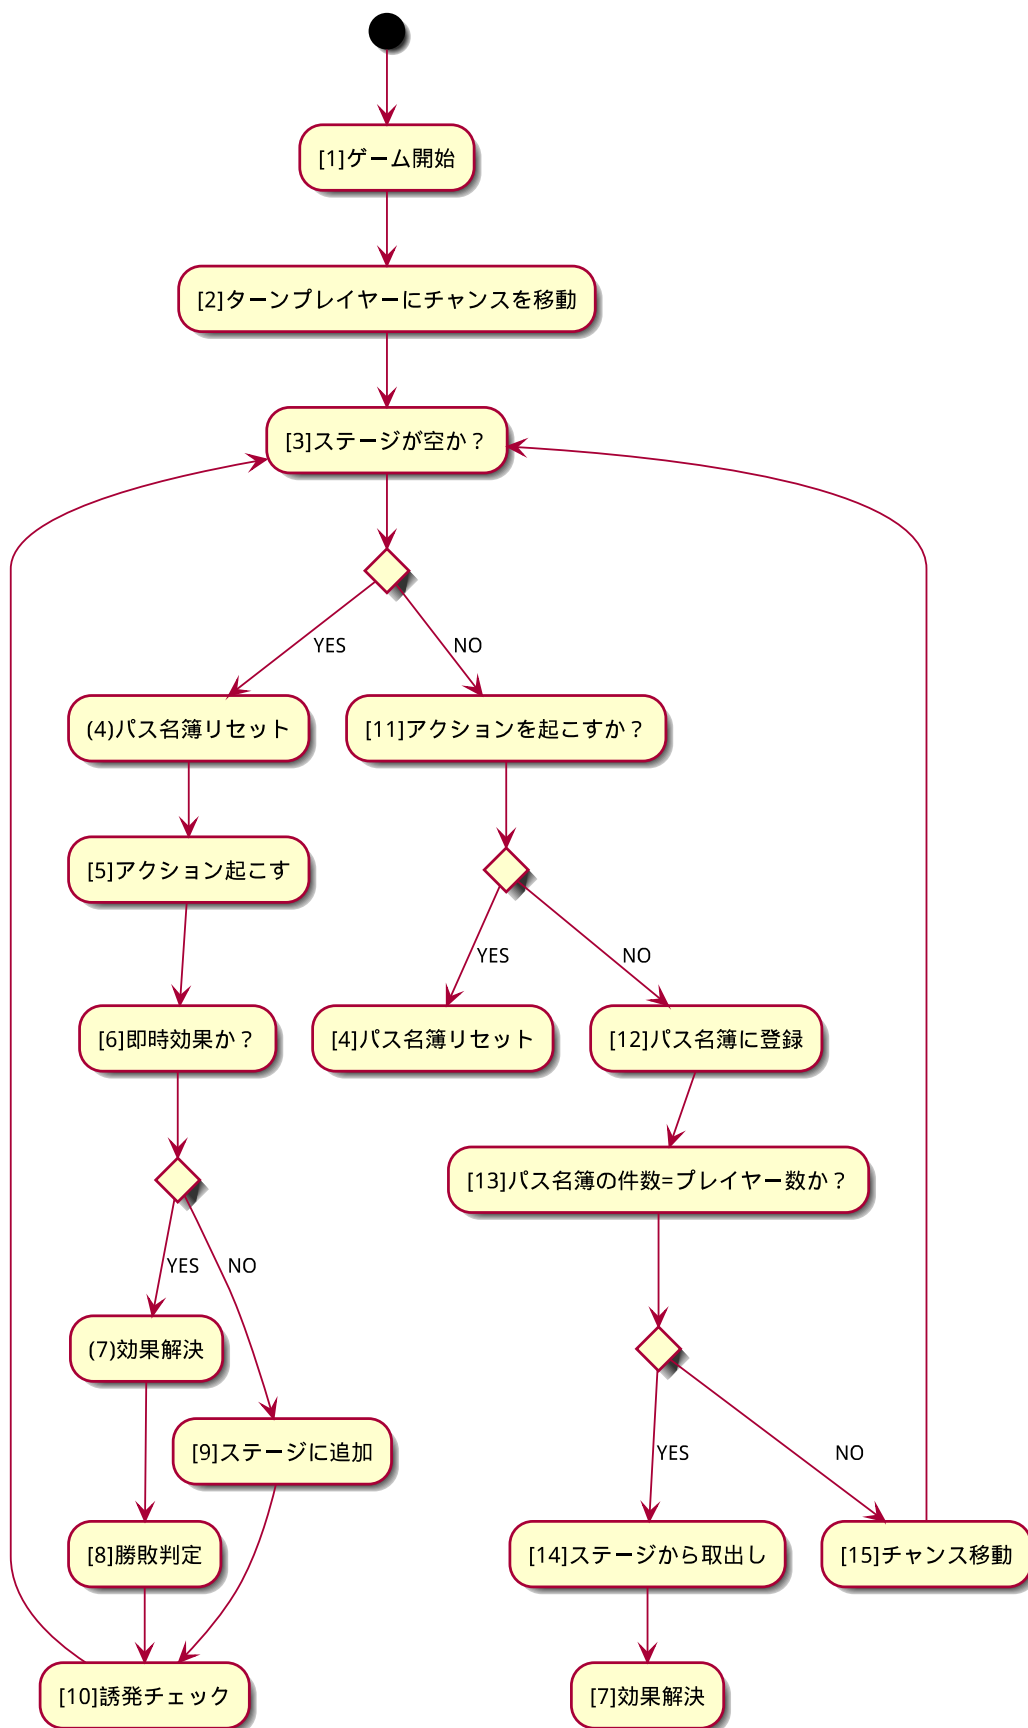 [1]ゲーム開始
[2]ターンプレイヤーにチャンスを移動
[3]ステージが空か？
YES
NO
(4)パス名簿リセット
[11]アクションを起こすか？
[5]アクション起こす
YES
NO
[6]即時効果か？
[4]パス名簿リセット
[12]パス名簿に登録
[13]パス名簿の件数=プレイヤー数か？
YES
NO
(7)効果解決
[9]ステージに追加
YES
NO
[8]勝敗判定
[14]ステージから取出し
[15]チャンス移動
[10]誘発チェック
[7]効果解決